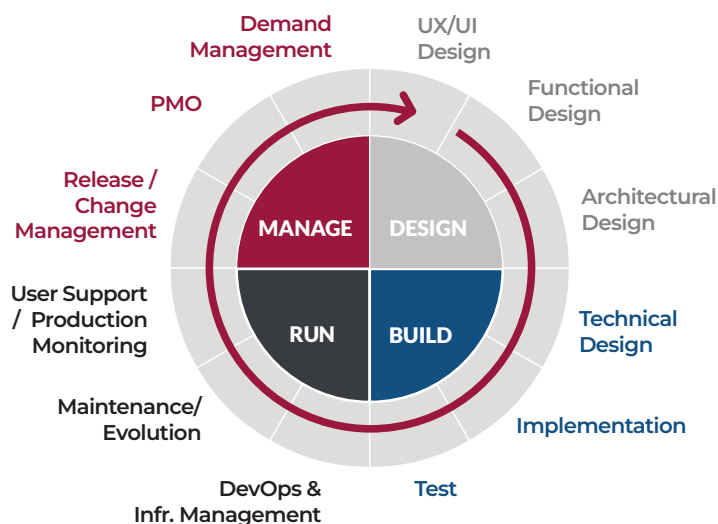 Demand
Management
UX/UI
Design
Functional
Design
Architectural
Design
Technical
Design
Implementation
Test
DevOps &
Infr. Management
Maintenance/
Evolution
User Support
/ Production
Monitoring
Release /
Change
Management
PMO
MANAGE
DESIGN
RUN
BUILD